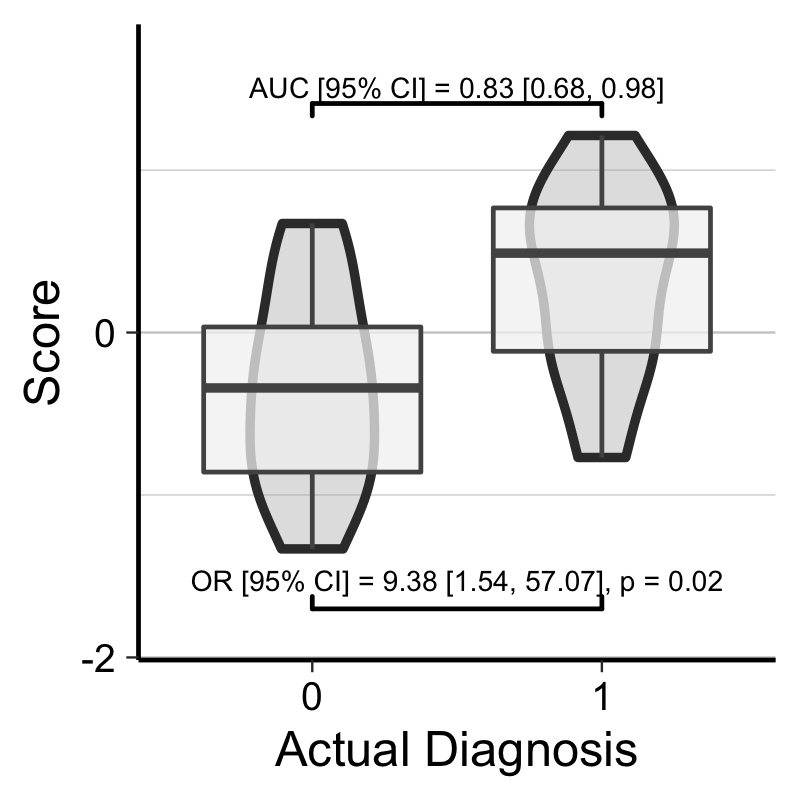 AUC [95% CI] = 0.83 [0.68, 0.98]
Score
0
OR [95% CI] = 9.38 [1.54, 57.07], p = 0.02
-2
0 1
Actual Diagnosis